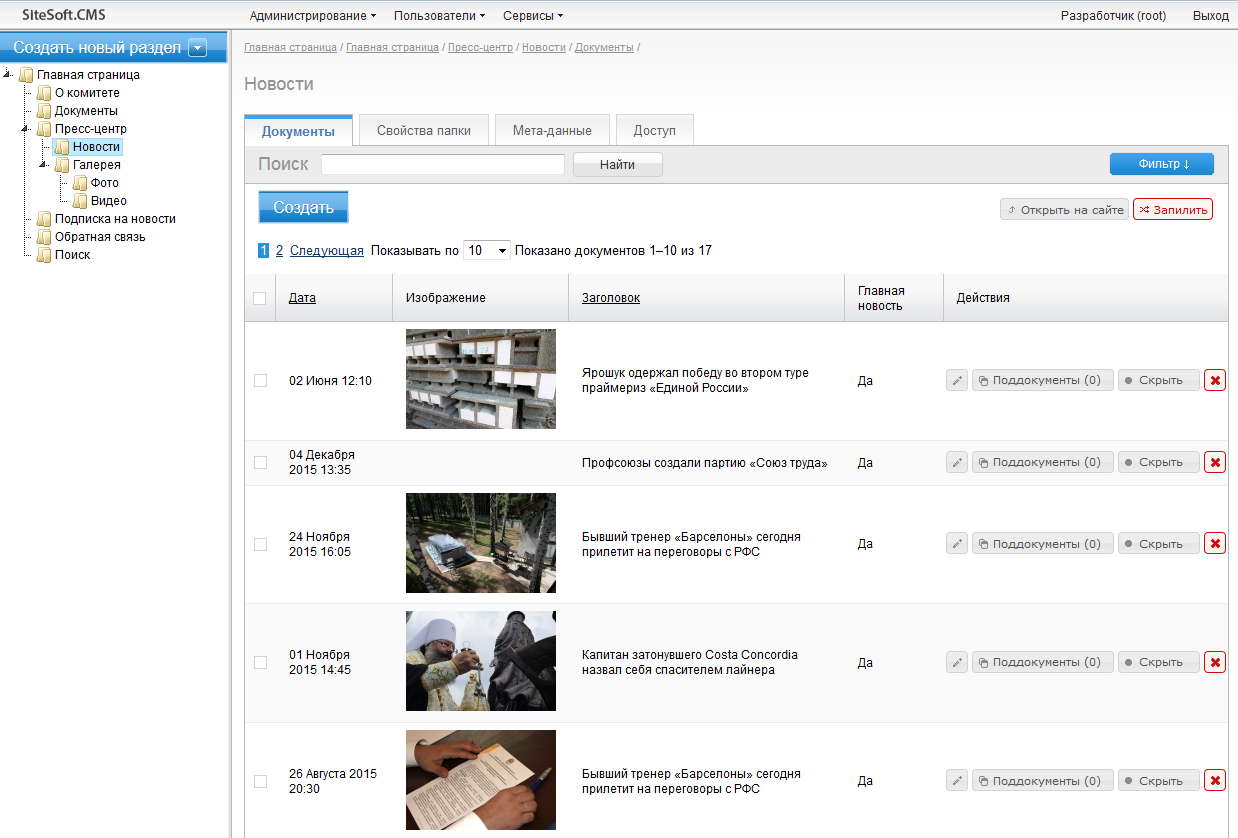 SiteSoft.CMS
Администрирование Пользователи Сервисы Разработчик (root) Выход
Создать новый раздел
Главная страница
О комитете
Документы
Пресс-центр
Новости
Галерея
Фото
Видео
Подписка на новости
Обратная связь
Поиск
Главная страница / Главная страница / Пресс-центр / Новости / Документы /
Новости
Документы Свойства папки Мета-данные Доступ
Поиск Найти Фильтр ↓
Создать Открыть на сайте Запилить
1 2 Следующая Показывать по 10 Показано документов 1–10 из 17
Дата Изображение Заголовок Главная новость Действия
02 Июня 12:10
Ярошук одержал победу во втором туре
праймериз «Единой России»
Да Поддокументы (0) Скрыть
04 Декабря
2015 13:35
Профсоюзы создали партию «Союз труда»
Да Поддокументы (0) Скрыть
24 Ноября
2015 16:05
Бывший тренер «Барселоны» сегодня
прилетит на переговоры с РФС
Да Поддокументы (0) Скрыть
01 Ноября
2015 14:45
Капитан затонувшего Costa Concordia
назвал себя спасителем лайнера
Да Поддокументы (0) Скрыть
26 Августа 2015
20:30
Бывший тренер «Барселоны» сегодня
прилетит на переговоры с РФС
Да Поддокументы (0) Скрыть